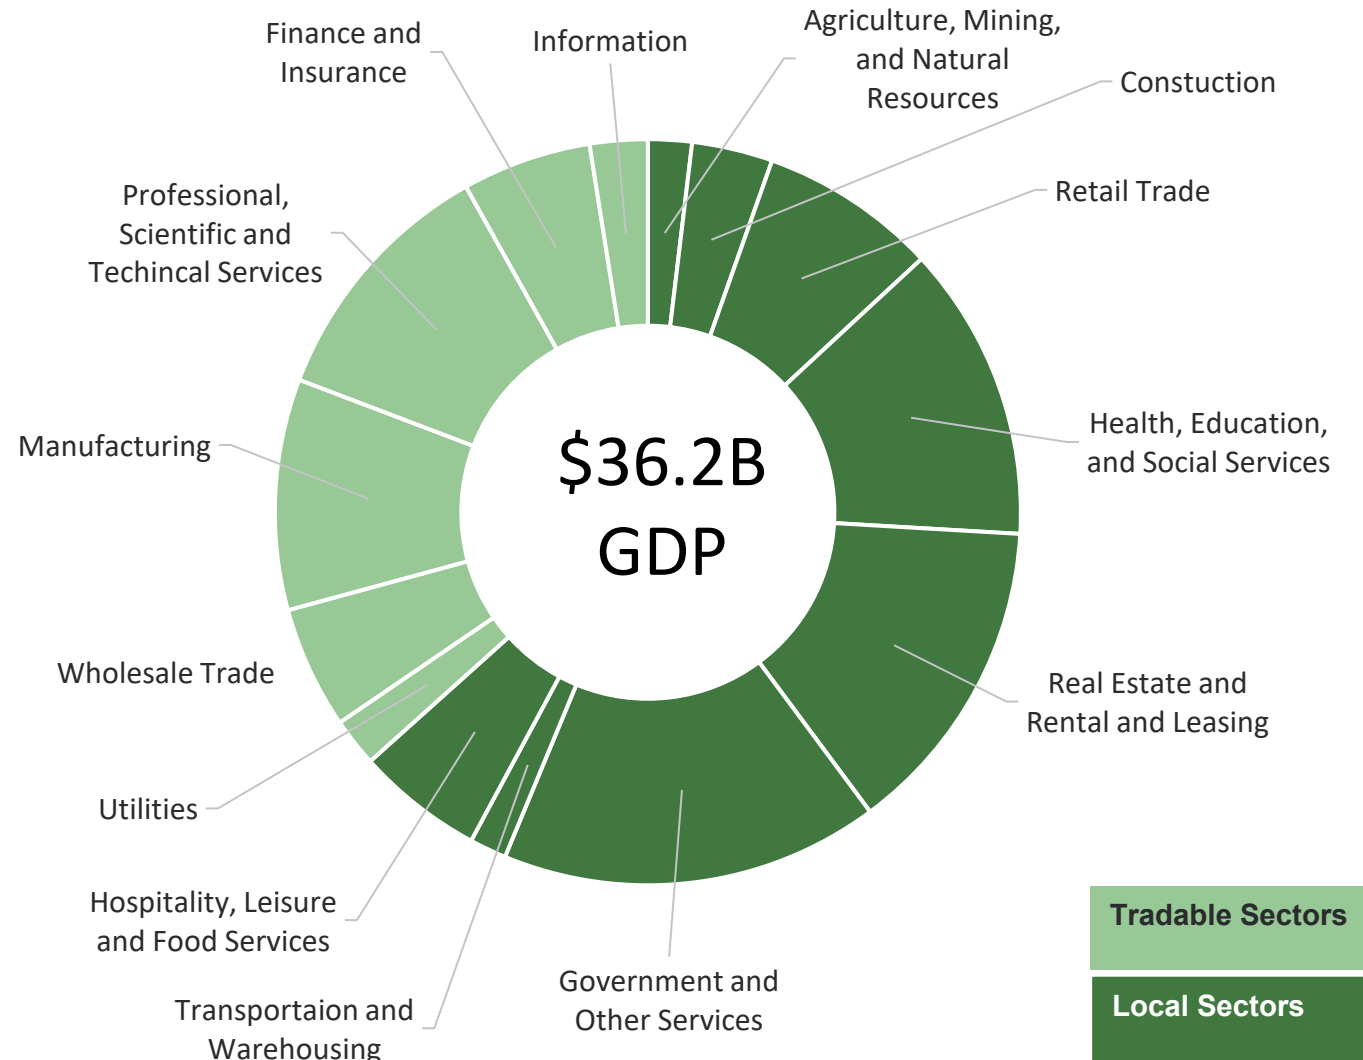 Finance and
Insurance
Information
Agriculture, Mining,
and Natural
Resources
Constuction
Professional,
Scientific and
Techincal Services
Retail Trade
Manufacturing
Health, Education,
and Social Services
$36.2B
GDP
Wholesale Trade
Real Estate and
Rental and Leasing
Utilities
Hospitality, Leisure
and Food Services
Government and
Other Services
Transportaion and
Warehousing
Tradable Sectors
Local Sectors